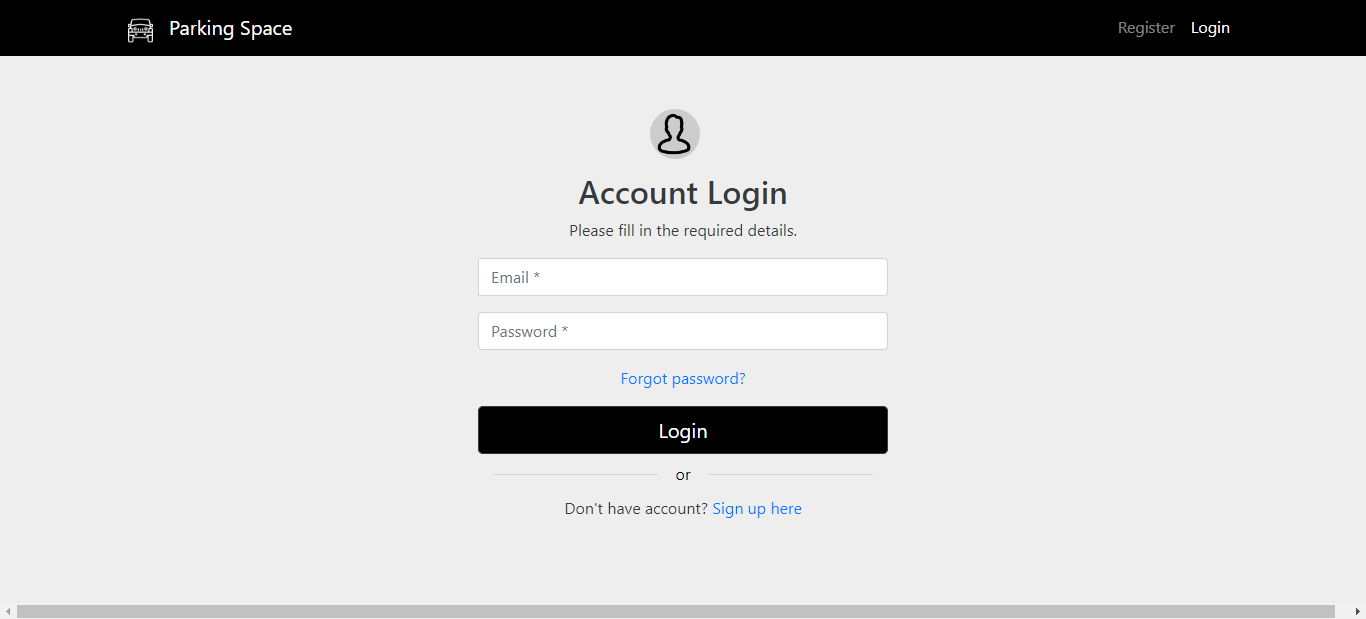 Parking Space
Register Login
Account Login
Please fill in the required details.
Email *
Password *
Forgot password?
Login
or
Don't have account? Sign up here